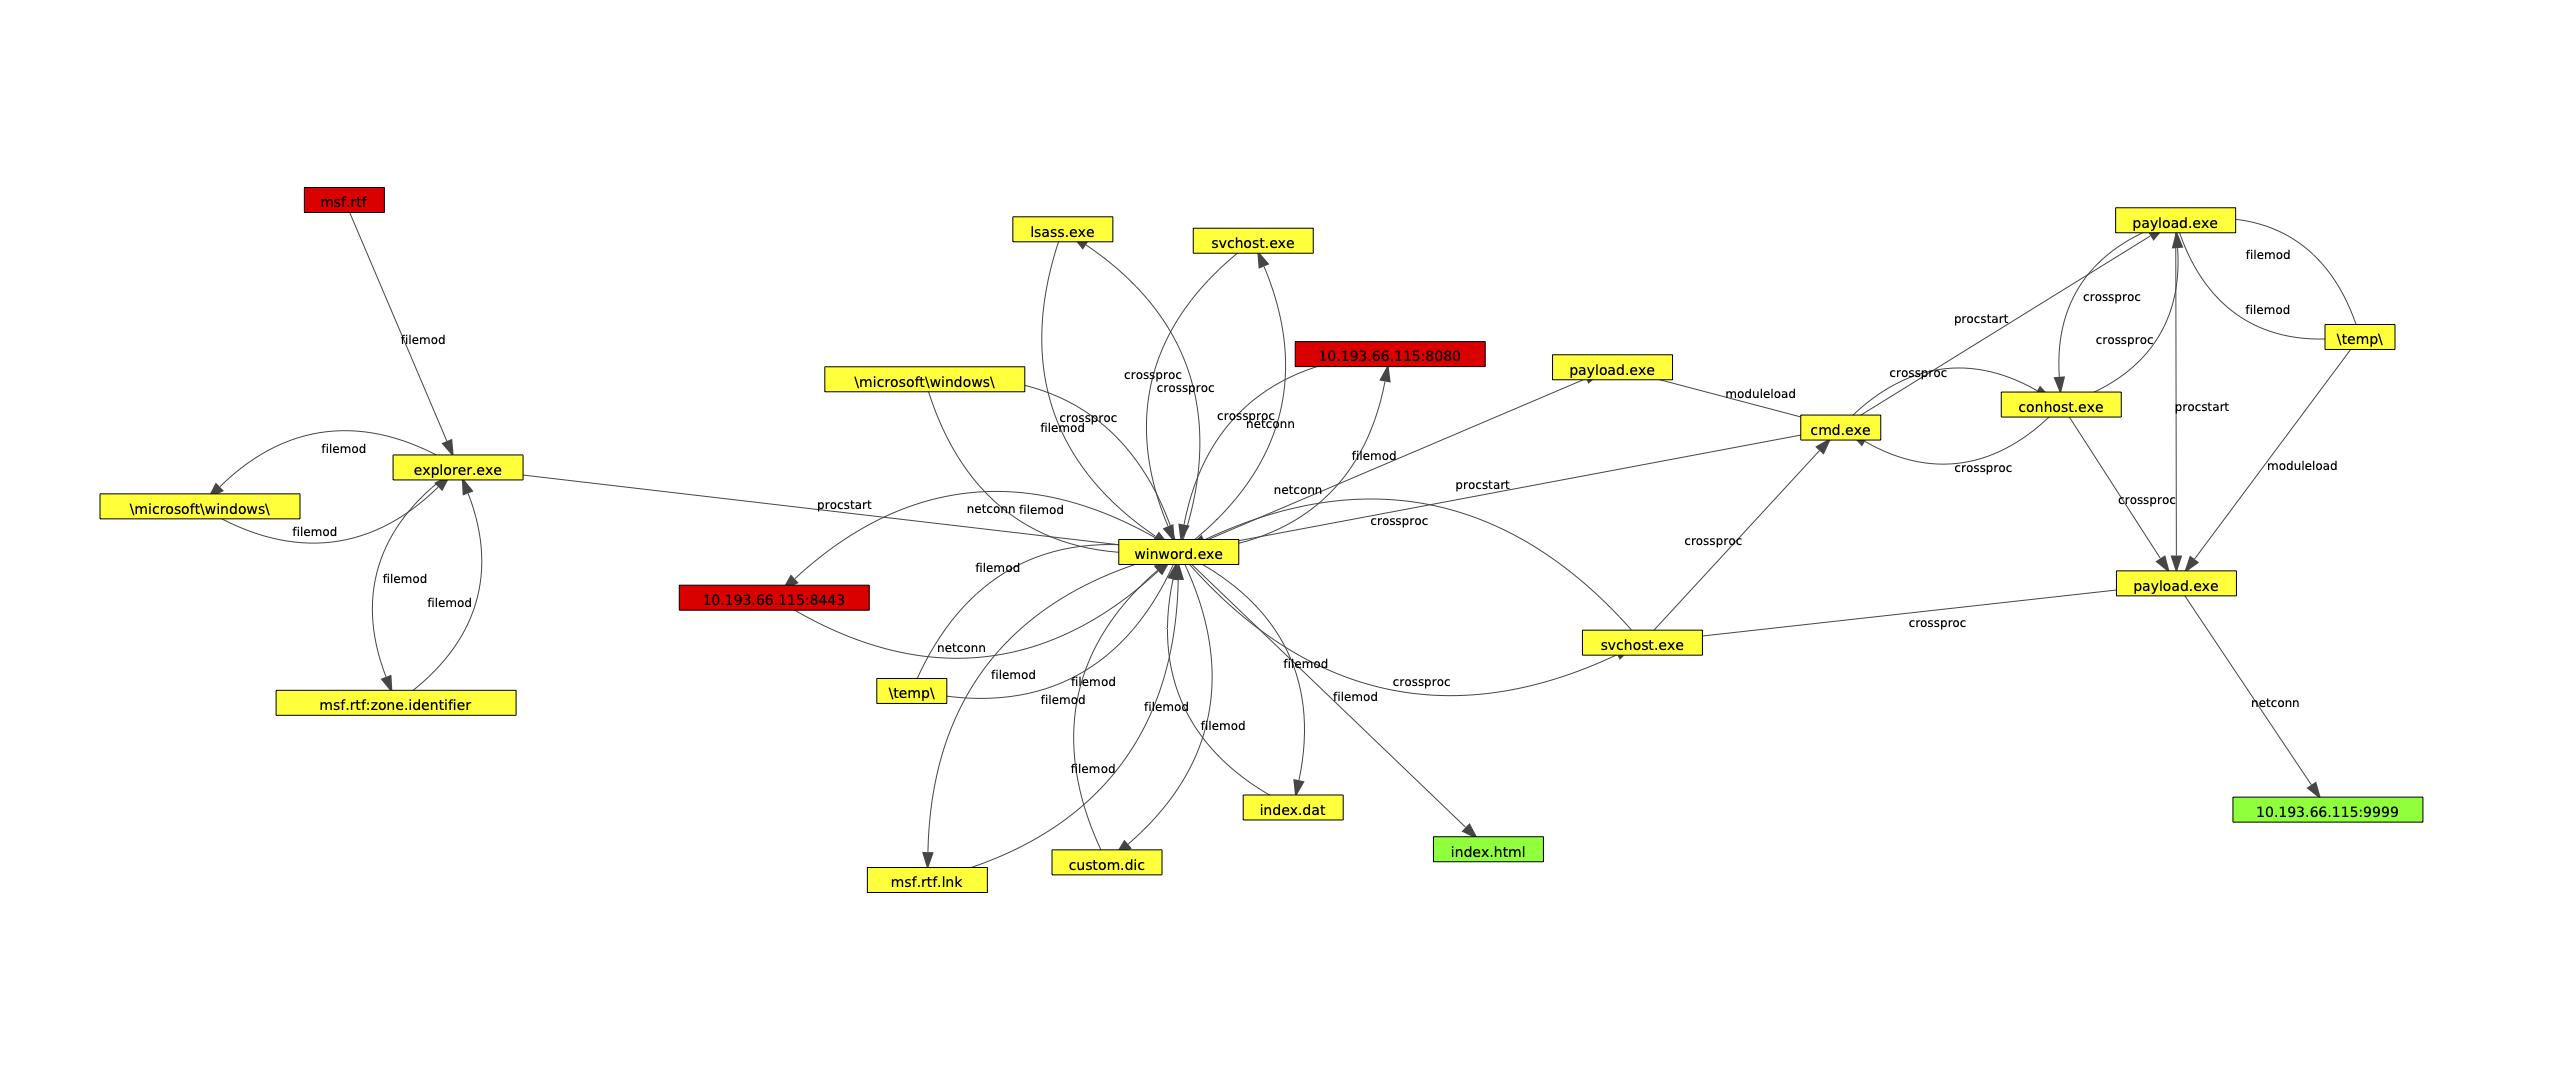 msf.rtf
payload.exe
lsass.exe
svchost.exe
filemod
crossproc
filemod
procstart
filemod
\temp\
filemod
crossproc
10.193.66.115:8080
payload.exe
crossproc
crossproc
crossproc
\microsoft\windows\
moduleload
conhost.exe
procstart
crossproc
crossproc
netconn
filemod
cmd.exe
filemod
filemod
explorer.exe
crossproc
moduleload
procstart
netconn
\microsoft\windows\
procstart
netconn
filemod
crossproc
crossproc
filemod
crossproc
winword.exe
filemod
filemod
payload.exe
10.193.66.115:8443
filemod
crossproc
netconn
svchost.exe
filemod
filemod
filemod
crossproc
\temp\
filemod
filemod
msf.rtf:zone.identifier
filemod
netconn
filemod
filemod
index.dat
10.193.66.115:9999
index.html
custom.dic
msf.rtf.lnk